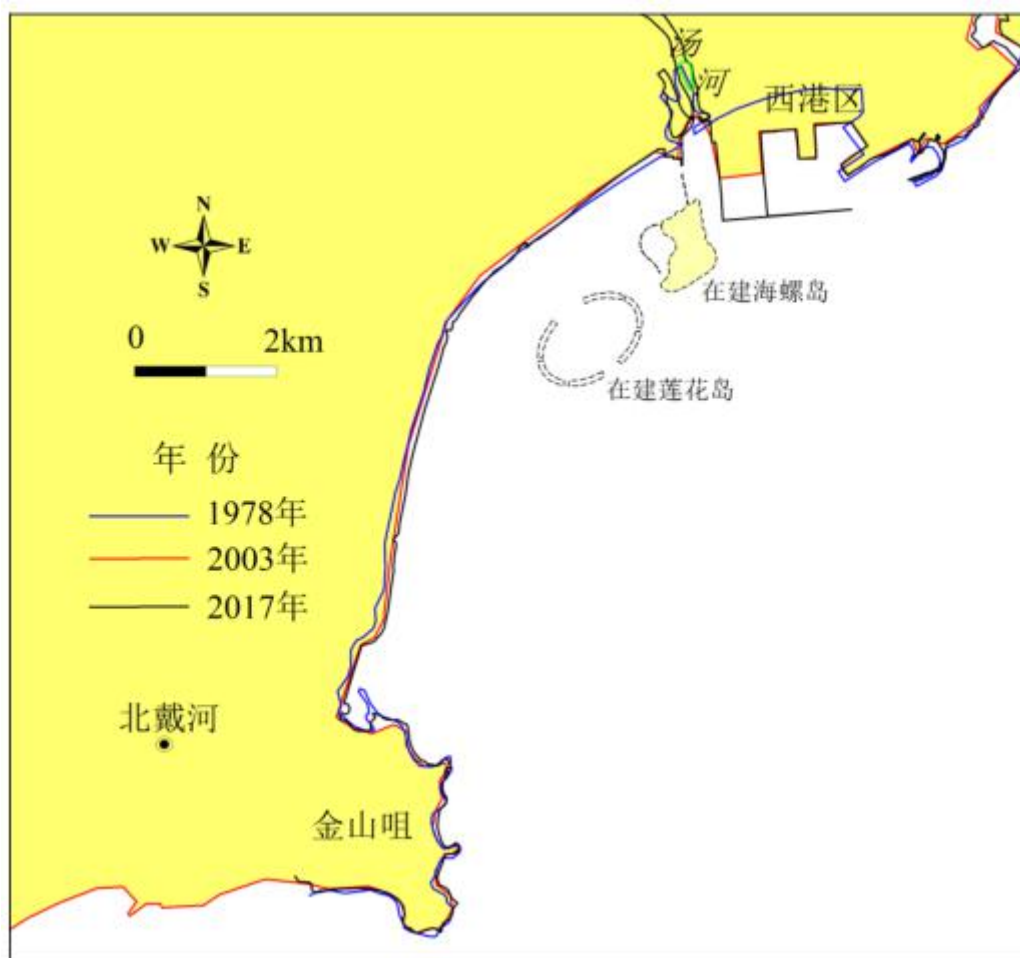 汤河
西港区
N
W E
S
在建海螺岛
0 2km
在建莲花岛
年 份
1978年
2003年
2017年
北戴河
金山咀